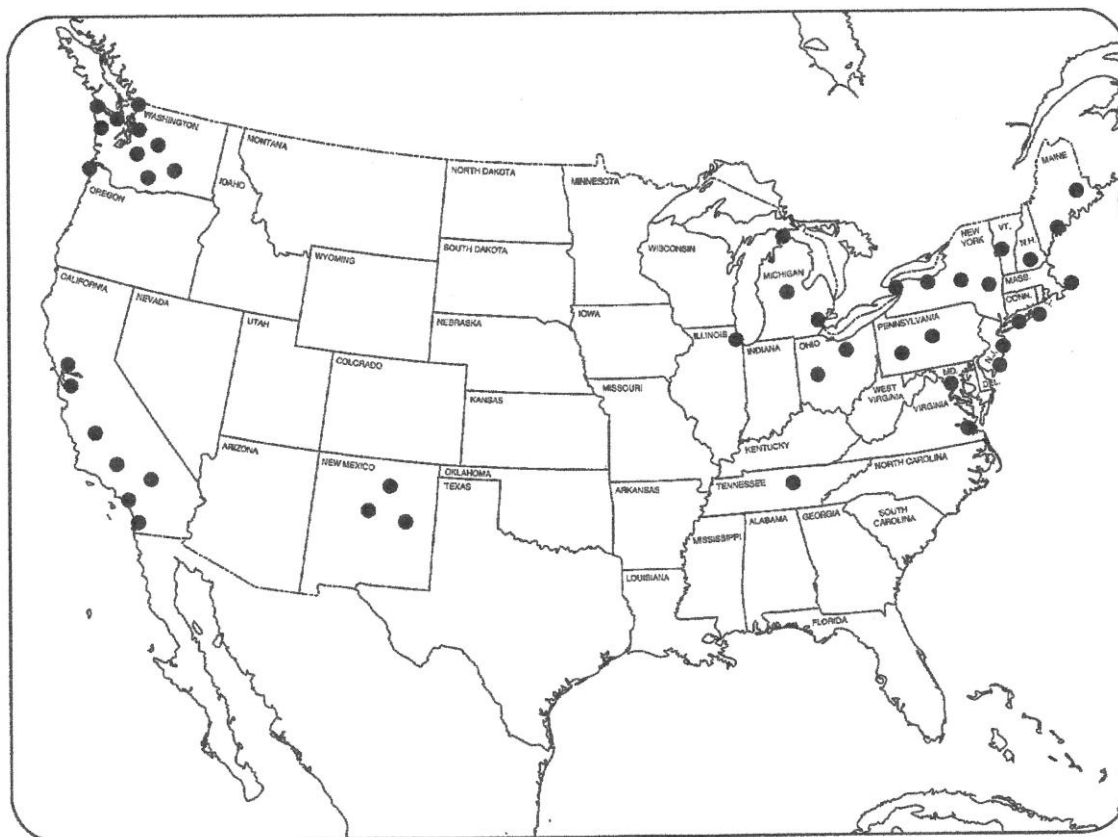 WASHINGTON
MONTANA
NORTH DAKOTA
MINNESOTA
MAINE
IDAHO
OREGON
SOUTH DAKOTA
WISCONSIN
MICHIGAN
NEW
YORK
VT.
N.H.
MASS.
CONN.
WYOMING
CALIFORNIA
NEVADA
UTAH
NEBRASKA
IOWA
ILLINOIS
INDIANA
OHIO
PENNSYLVANIA
N.J.
MD.
DEL.
COLORADO
KANSAS
MISSOURI
WEST
VIRGINIA
VIRGINIA
KENTUCKY
ARIZONA
NEW MEXICO
OKLAHOMA
TEXAS
ARKANSAS
TENNESSEE
NORTH CAROLINA
SOUTH
CAROLINA
MISSISSIPPI
ALABAMA
GEORGIA
LOUISIANA
FLORIDA